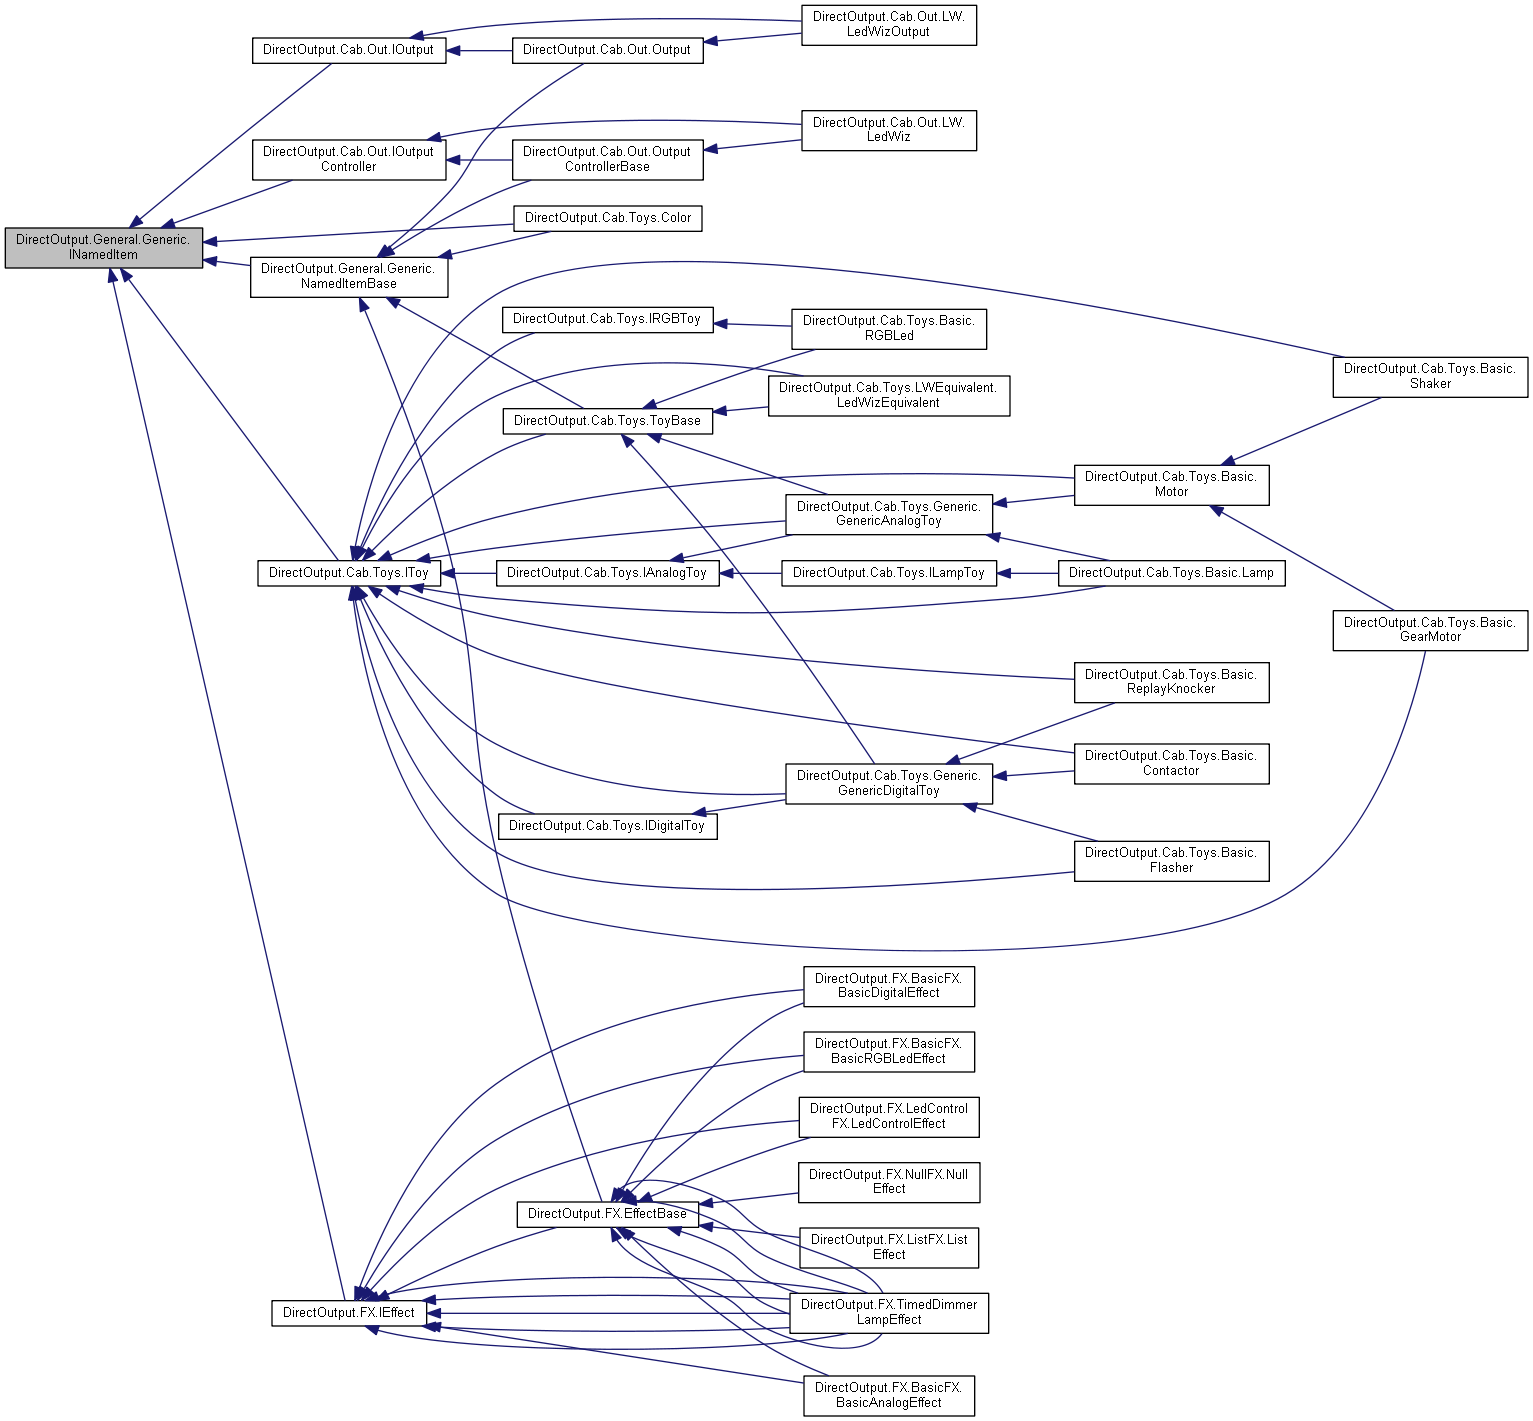 DirectOutput.General.Generic.
INamedItem
DirectOutput.Cab.Out.IOutput
DirectOutput.Cab.Out.IOutput
Controller
DirectOutput.General.Generic.
NamedItemBase
DirectOutput.Cab.Toys.IToy
DirectOutput.FX.IEffect
DirectOutput.Cab.Out.Output
DirectOutput.Cab.Out.Output
ControllerBase
DirectOutput.Cab.Toys.Color
DirectOutput.Cab.Toys.IRGBToy
DirectOutput.Cab.Toys.ToyBase
DirectOutput.Cab.Toys.IAnalogToy
DirectOutput.Cab.Toys.IDigitalToy
DirectOutput.FX.EffectBase
DirectOutput.Cab.Out.LW.
LedWizOutput
DirectOutput.Cab.Out.LW.
LedWiz
DirectOutput.Cab.Toys.Basic.
RGBLed
DirectOutput.Cab.Toys.LWEquivalent.
LedWizEquivalent
DirectOutput.Cab.Toys.Generic.
GenericAnalogToy
DirectOutput.Cab.Toys.ILampToy
DirectOutput.Cab.Toys.Generic.
GenericDigitalToy
DirectOutput.FX.BasicFX.
BasicDigitalEffect
DirectOutput.FX.BasicFX.
BasicRGBLedEffect
DirectOutput.FX.LedControl
FX.LedControlEffect
DirectOutput.FX.NullFX.Null
Effect
DirectOutput.FX.ListFX.List
Effect
DirectOutput.FX.TimedDimmer
LampEffect
DirectOutput.FX.BasicFX.
BasicAnalogEffect
DirectOutput.Cab.Toys.Basic.
Motor
DirectOutput.Cab.Toys.Basic.Lamp
DirectOutput.Cab.Toys.Basic.
ReplayKnocker
DirectOutput.Cab.Toys.Basic.
Contactor
DirectOutput.Cab.Toys.Basic.
Flasher
DirectOutput.Cab.Toys.Basic.
Shaker
DirectOutput.Cab.Toys.Basic.
GearMotor